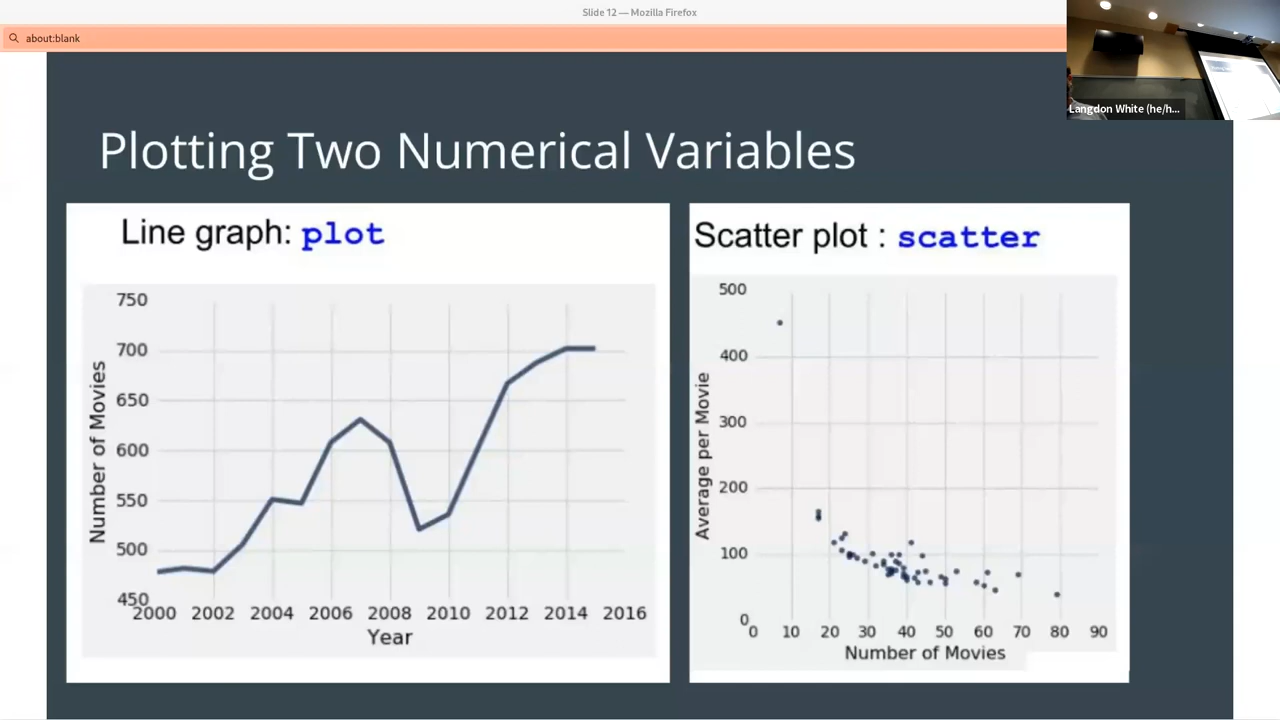 Slide 12 — Mozilla Firefox
about:blank
Langdon White (he/h...
Plotting Two Numerical Variables
Line graph: plot
750
700
650
600
550
500
450
Number of Movies
2000 2002 2004 2006 2008 2010 2012 2014 2016
Year
Scatter plot : scatter
500
400
300
200
100
0
Average per Movie
0 10 20 30 40 50 60 70 80 90
Number of Movies